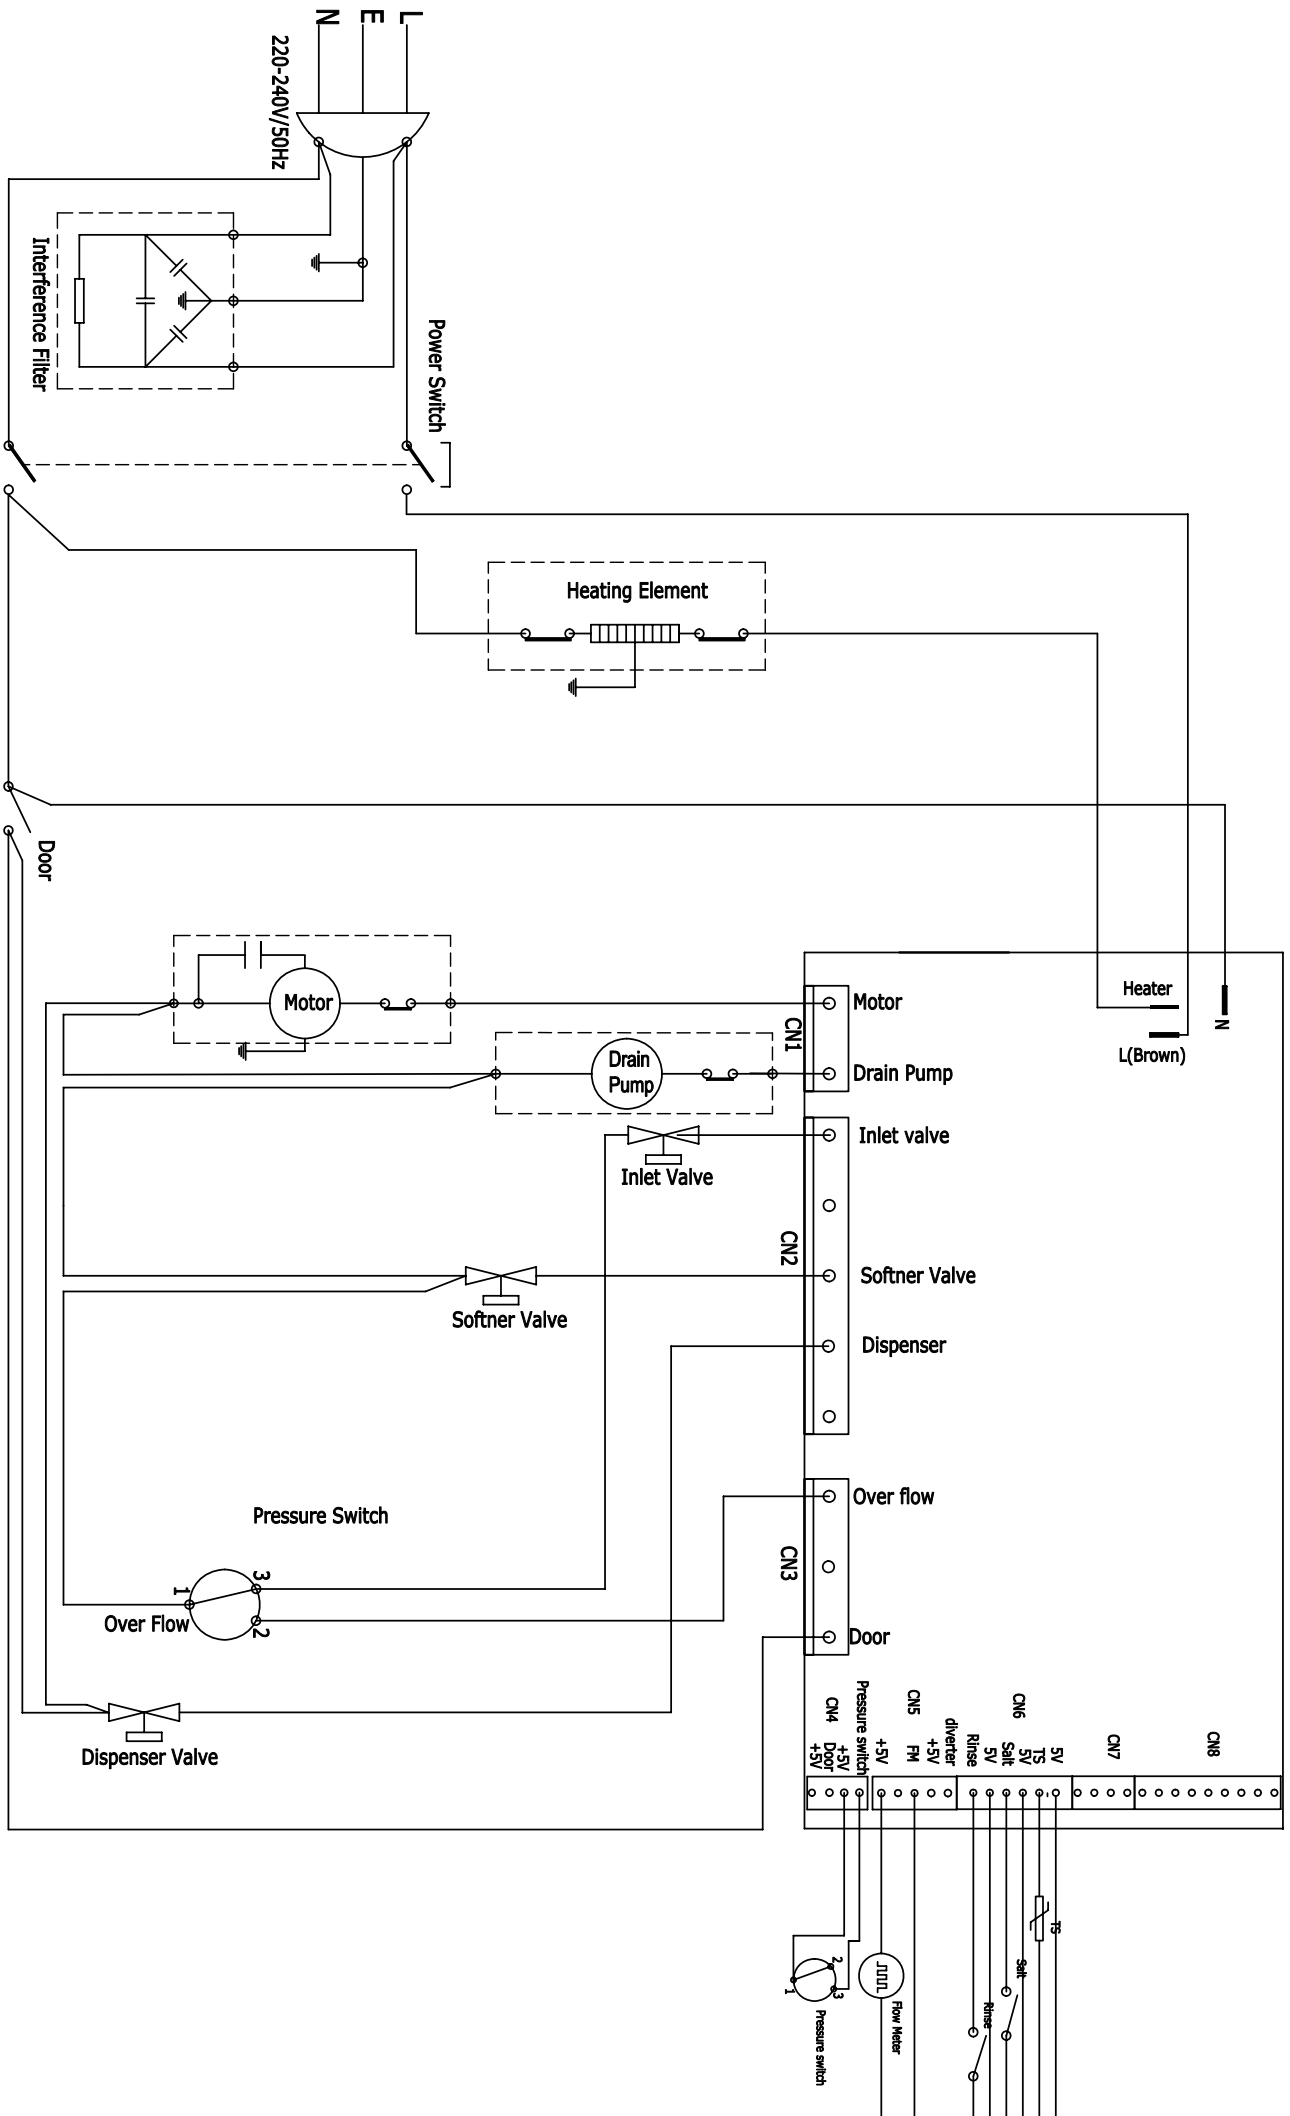 L
E
N
220-240V/50Hz
Interference Filter
Power Switch
Heating Element
Door
Motor
Drain
Pump
Inlet Valve
Softner Valve
Pressure Switch
3
1
2
Over Flow
Dispenser Valve
Heater
N
L(Brown)
CN1
Motor
Drain Pump
CN2
Inlet valve
Softner Valve
Dispenser
CN3
Over flow
Door
CN4
+5V
Door
+5V
Pressure switch
CN5
+5V
FM
+5V
diverter
CN6
Rinse
5V
Salt
5V
TS
5V
CN7
CN8
TS
Salt
Rinse
Flow Meter
2
1
3
Pressure switch